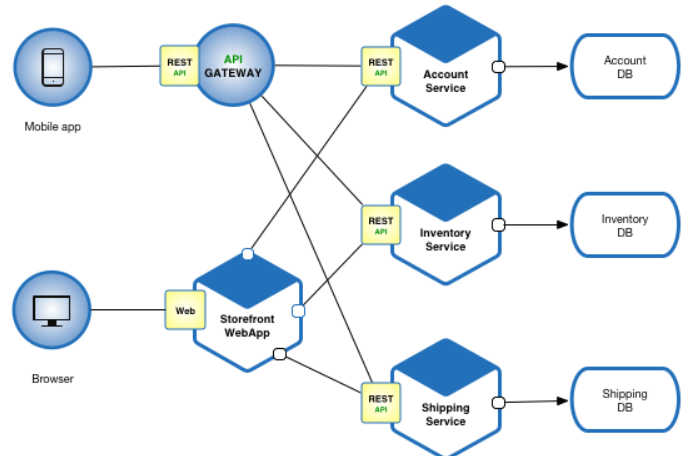 REST
API
API
GATEWAY
Mobile app
REST
API
Account
Service
Account
DB
REST
API
Inventory
Service
Inventory
DB
Web
Storefront
WebApp
Browser
REST
API
Shipping
Service
Shipping
DB